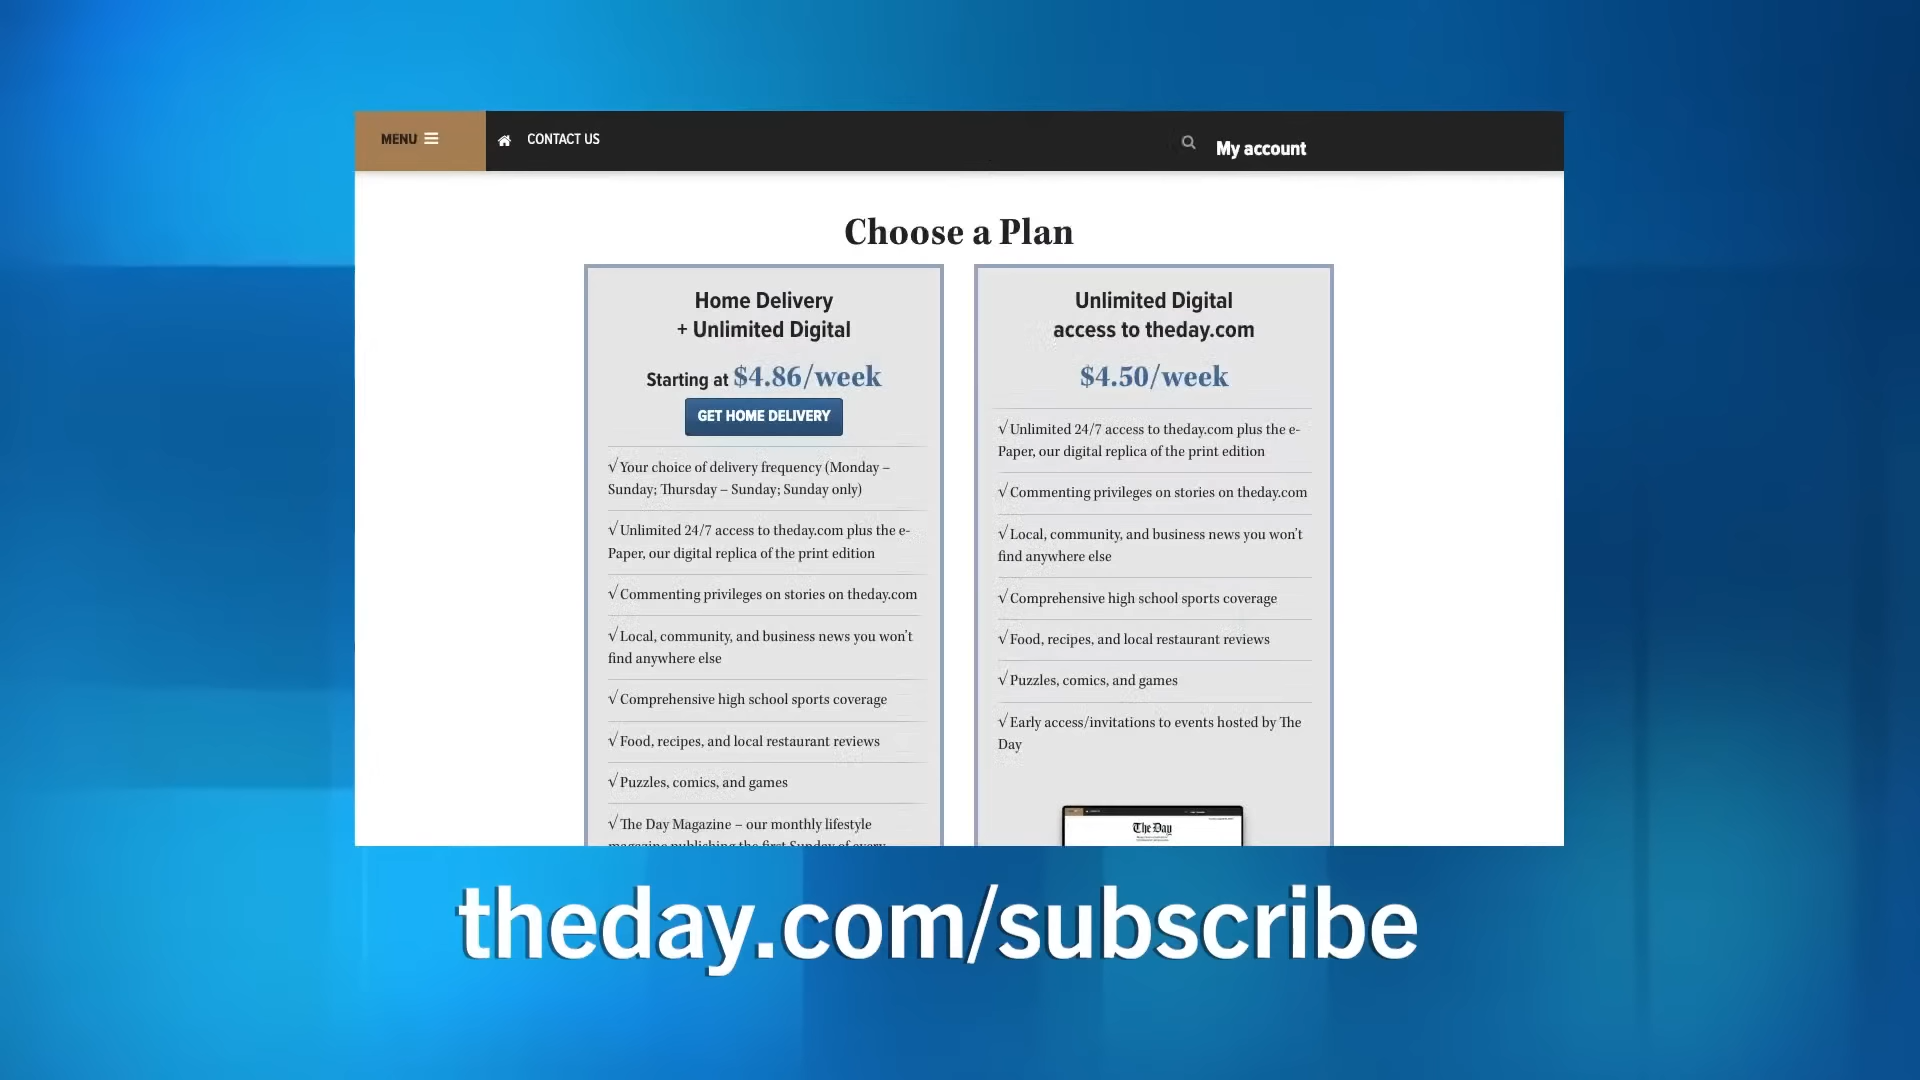 MENU
CONTACT US
My account
Choose a Plan
Home Delivery
+ Unlimited Digital
Starting at $4.86/week
GET HOME DELIVERY
√ Your choice of delivery frequency (Monday –
Sunday; Thursday – Sunday; Sunday only)
√ Unlimited 24/7 access to theday.com plus the e-
Paper, our digital replica of the print edition
√ Commenting privileges on stories on theday.com
√ Local, community, and business news you won't
find anywhere else
√ Comprehensive high school sports coverage
√ Food, recipes, and local restaurant reviews
√ Puzzles, comics, and games
√ The Day Magazine – our monthly lifestyle
magazine publishing the first Sunday of every
Unlimited Digital
access to theday.com
$4.50/week
√ Unlimited 24/7 access to theday.com plus the e-
Paper, our digital replica of the print edition
√ Commenting privileges on stories on theday.com
√ Local, community, and business news you won't
find anywhere else
√ Comprehensive high school sports coverage
√ Food, recipes, and local restaurant reviews
√ Puzzles, comics, and games
√ Early access/invitations to events hosted by The
Day
The Day
theday.com/subscribe